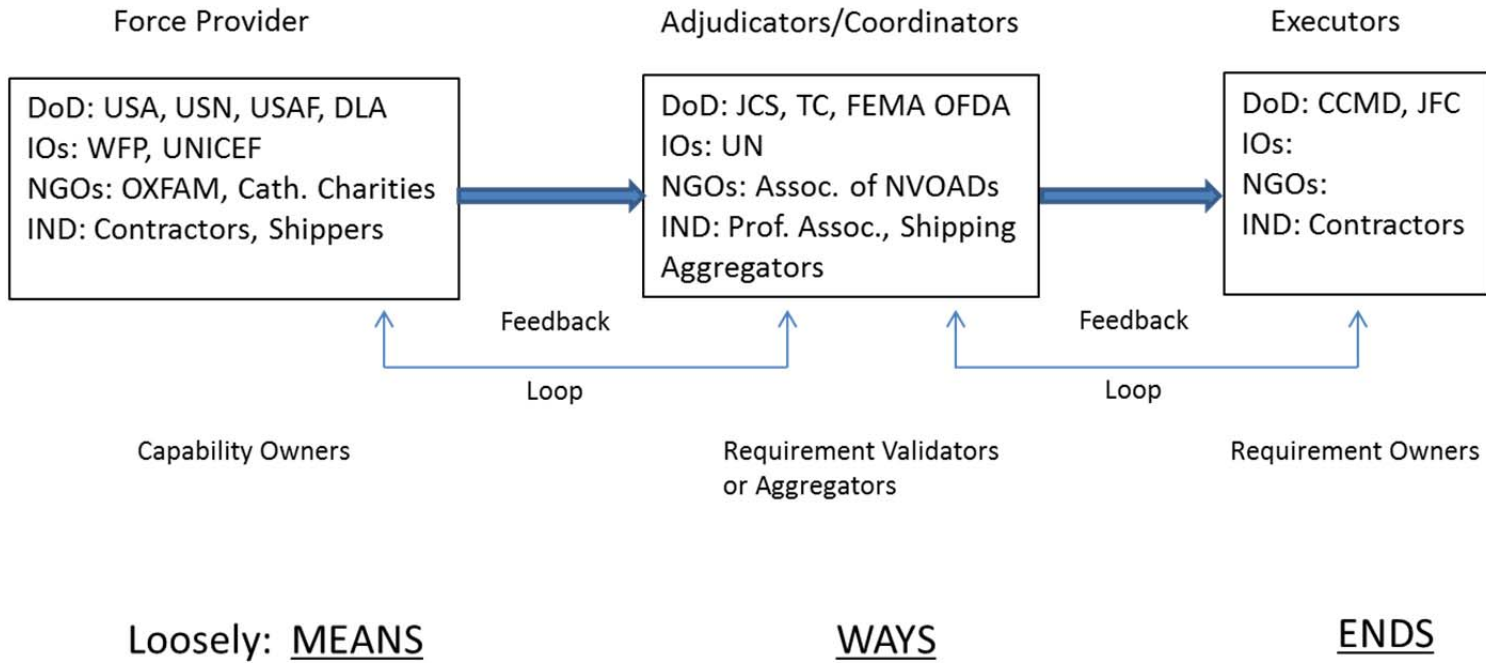 Force Provider
Adjudicators/Coordinators
Executors
DoD: USA, USN, USAF, DLA
IOs: WFP, UNICEF
NGOs: OXFAM, Cath. Charities
IND: Contractors, Shippers
DoD: JCS, TC, FEMA OFDA
IOs: UN
NGOs: Assoc. of NVOADs
IND: Prof. Assoc., Shipping
Aggregators
DoD: CCMD, JFC
IOs:
NGOs:
IND: Contractors
Feedback
Loop
Feedback
Loop
Capability Owners
Requirement Validators
or Aggregators
Requirement Owners
Loosely: MEANS
WAYS
ENDS